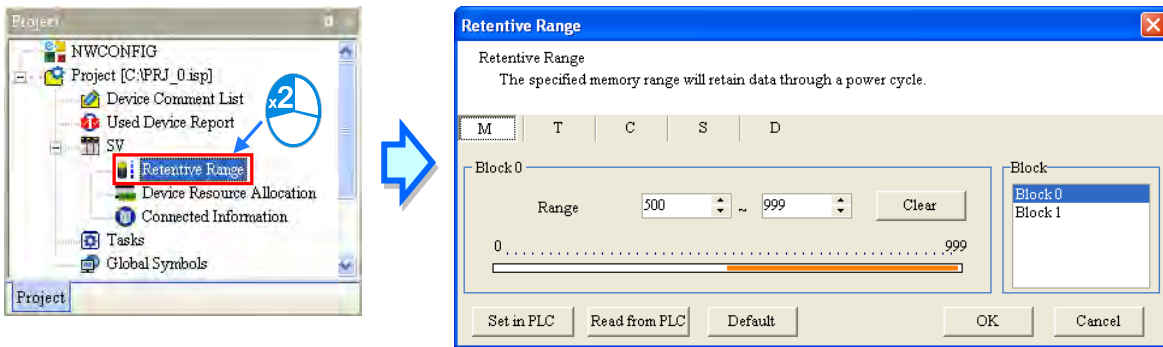 Project
NWCONFIG
Project [C:\PRJ_0.isp]
Device Comment List
x2
Used Device Report
SV
Retentive Range
Device Resource Allocation
Connected Information
Tasks
Global Symbols
Project
Retentive Range
Retentive Range
The specified memory range will retain data through a power cycle.
M T C S D
Block 0
Range 500 ~ 999 Clear
0 999
Block
Block 0
Block 1
Set in PLC Read from PLC Default OK Cancel